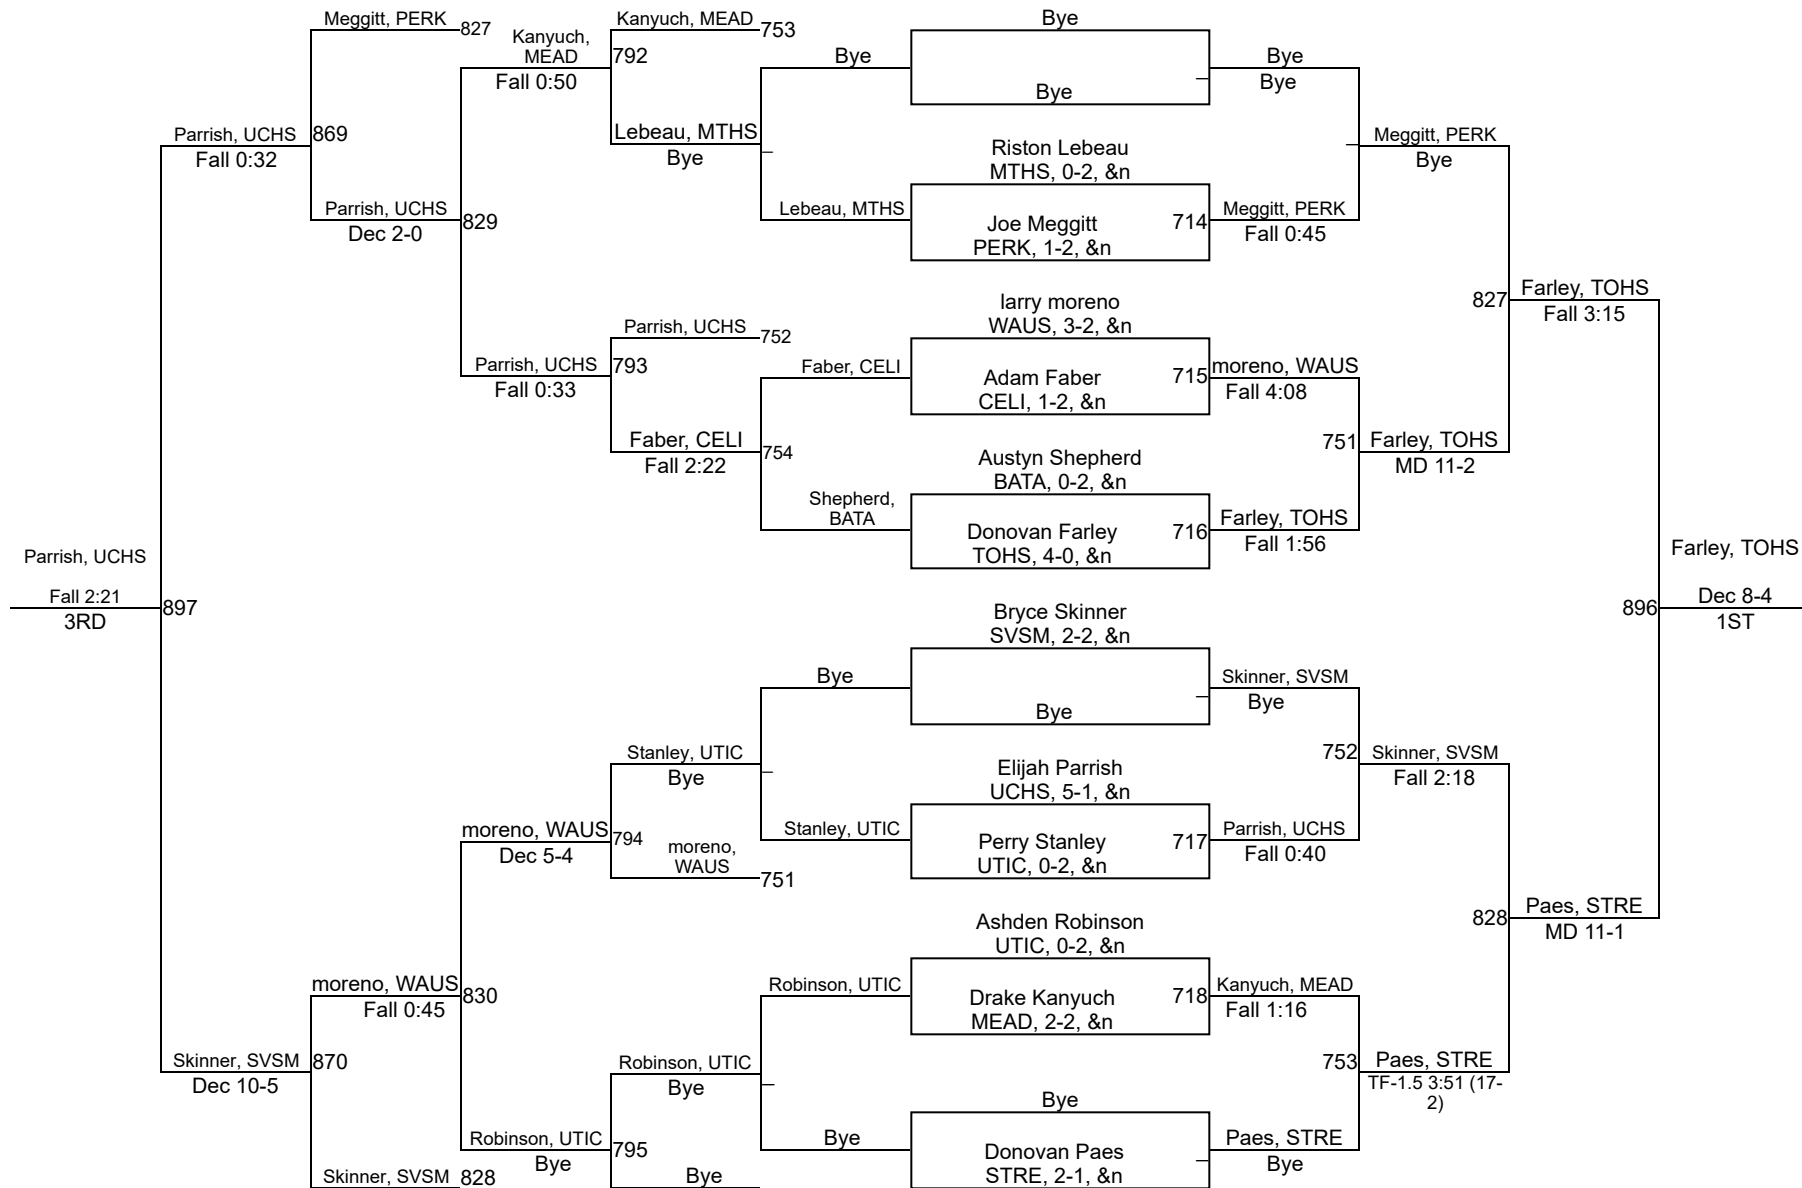 Meggitt, PERK
827
Kanyuch,
MEAD
Fall 0:50
Kanyuch, MEAD
753
792
Bye
Bye
Bye
Bye
Bye
Parrish, UCHS
Fall 0:32
869
Lebeau, MTHS
Bye
Riston Lebeau
MTHS, 0-2, &n
Meggitt, PERK
Bye
Parrish, UCHS
Dec 2-0
829
Lebeau, MTHS
Joe Meggitt
PERK, 1-2, &n
714
Meggitt, PERK
Fall 0:45
larry moreno
WAUS, 3-2, &n
827
Farley, TOHS
Fall 3:15
Parrish, UCHS
752
Parrish, UCHS
Fall 0:33
793
Faber, CELI
Adam Faber
CELI, 1-2, &n
715
moreno, WAUS
Fall 4:08
Faber, CELI
Fall 2:22
754
Austyn Shepherd
BATA, 0-2, &n
751
Farley, TOHS
MD 11-2
Shepherd,
BATA
Donovan Farley
TOHS, 4-0, &n
716
Farley, TOHS
Fall 1:56
Parrish, UCHS
Fall 2:21
3RD
897
Farley, TOHS
896
Dec 8-4
1ST
Bryce Skinner
SVSM, 2-2, &n
Bye
Bye
Skinner, SVSM
Bye
Stanley, UTIC
Bye
Elijah Parrish
UCHS, 5-1, &n
752
Skinner, SVSM
Fall 2:18
moreno, WAUS
Dec 5-4
794
moreno,
WAUS
751
Stanley, UTIC
Perry Stanley
UTIC, 0-2, &n
717
Parrish, UCHS
Fall 0:40
828
Paes, STRE
MD 11-1
Ashden Robinson
UTIC, 0-2, &n
moreno, WAUS
Fall 0:45
830
Robinson, UTIC
Drake Kanyuch
MEAD, 2-2, &n
718
Kanyuch, MEAD
Fall 1:16
Skinner, SVSM
Dec 10-5
870
Robinson, UTIC
Bye
753
Paes, STRE
TF-1.5 3:51 (17-
2)
Bye
Robinson, UTIC
Bye
795
Bye
Donovan Paes
STRE, 2-1, &n
Paes, STRE
Bye
Skinner, SVSM
828
Bye